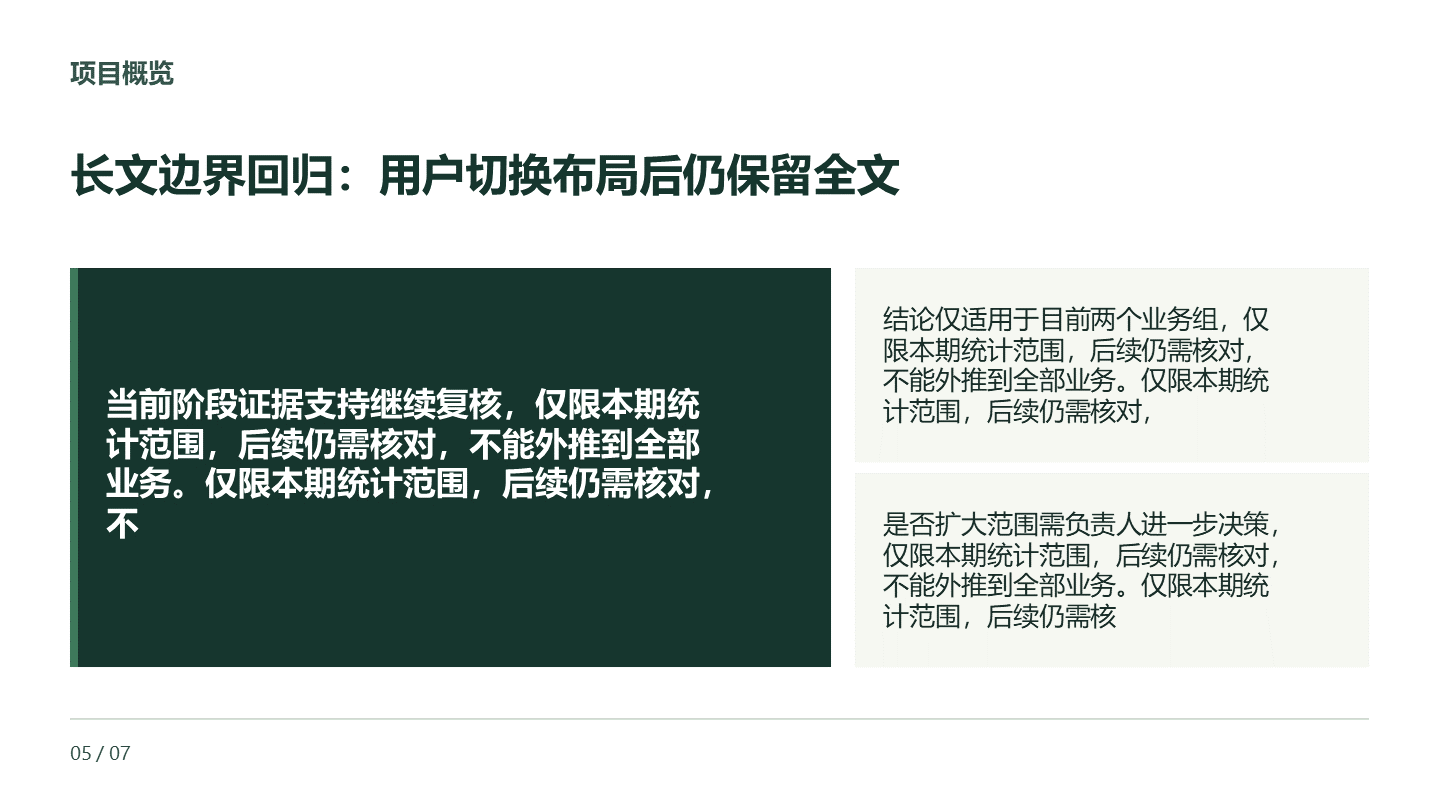 项目概览
长文边界回归：用户切换布局后仍保留全文
当前阶段证据支持继续复核，仅限本期统
计范围，后续仍需核对，不能外推到全部
业务。仅限本期统计范围，后续仍需核对，
不
结论仅适用于目前两个业务组，仅
限本期统计范围，后续仍需核对，
不能外推到全部业务。仅限本期统
计范围，后续仍需核对，
是否扩大范围需负责人进一步决策，
仅限本期统计范围，后续仍需核对，
不能外推到全部业务。仅限本期统
计范围，后续仍需核
05 / 07